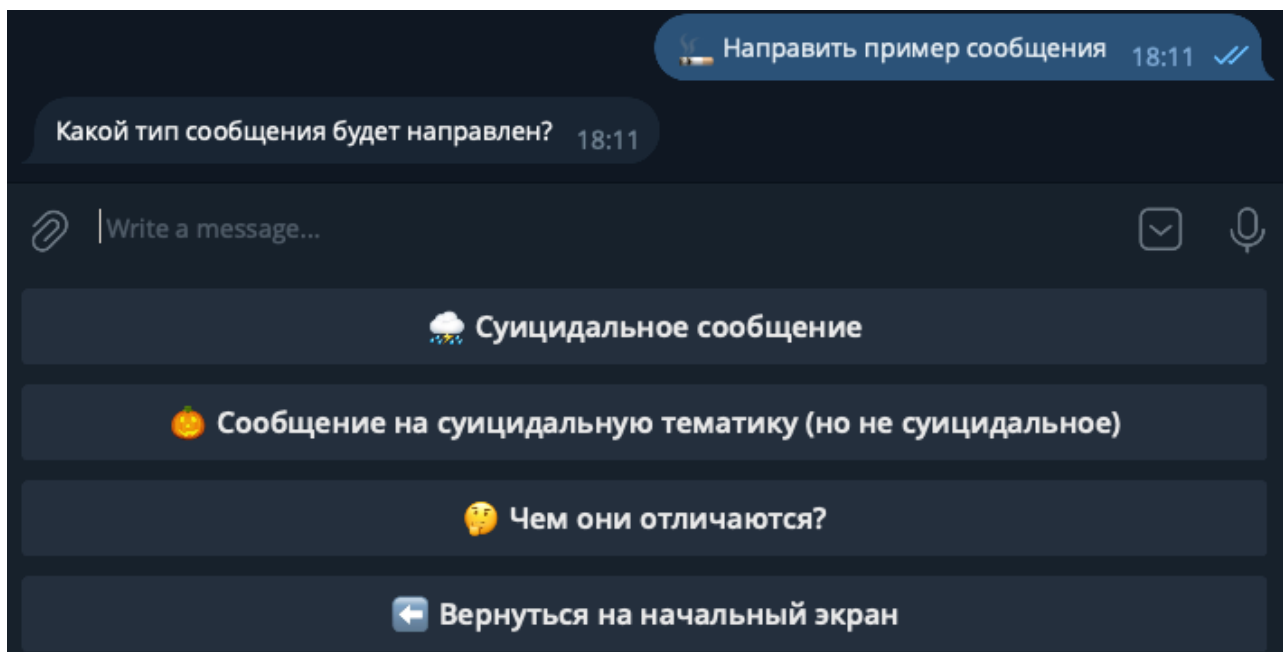 🚬 Направить пример сообщения 18:11
Какой тип сообщения будет направлен? 18:11
Write a message...
🌩 Суицидальное сообщение
🎃 Сообщение на суицидальную тематику (но не суицидальное)
🤔 Чем они отличаются?
⬅️ Вернуться на начальный экран